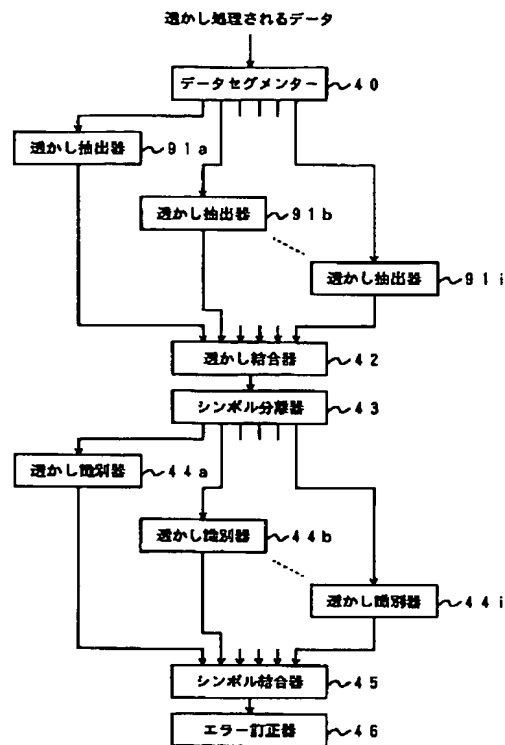 透かし処理されるデータ
データセグメンター 40
透かし抽出器 91a
透かし抽出器 91b
透かし抽出器 91i
透かし結合器 42
シンボル分離器 43
透かし識別器 44a
透かし識別器 44b
透かし識別器 44i
シンボル結合器 45
エラー訂正器 46